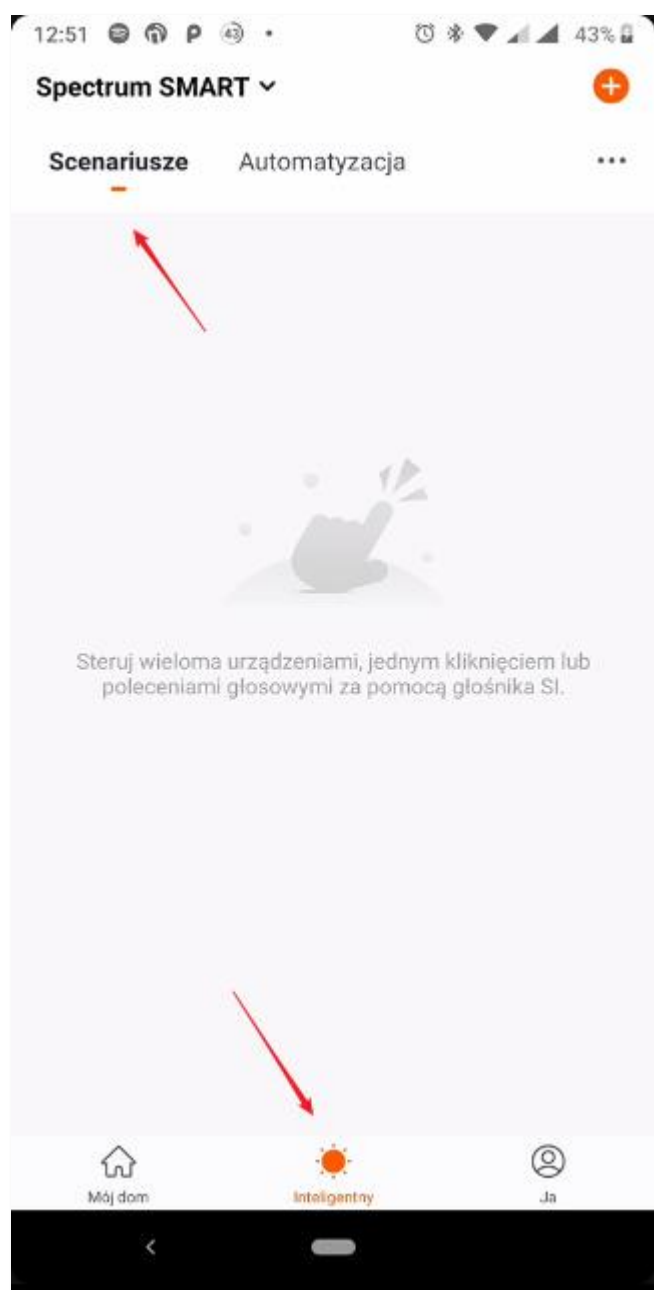 12:51 P 43 43%
Spectrum SMART
Scenariusze Automatyzacja
Steruj wieloma urządzeniami, jednym kliknięciem lub
poleceniami głosowymi za pomocą głośnika SI.
Mój dom Inteligentny Ja